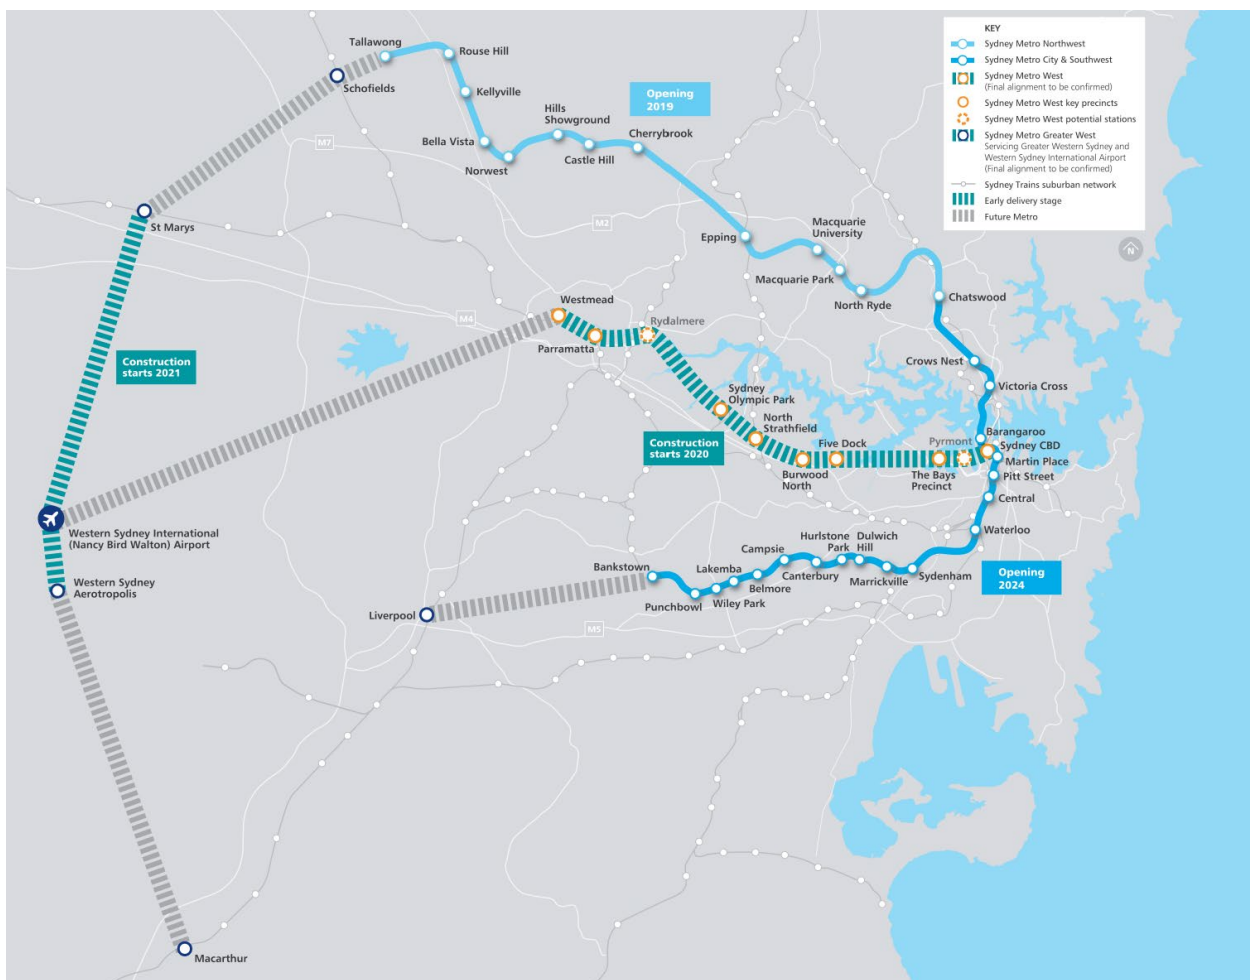 KEY
Sydney Metro Northwest
Sydney Metro City & Southwest
Sydney Metro West
(Final alignment to be confirmed)
Sydney Metro West key precincts
Sydney Metro West potential stations
Sydney Metro Greater West
Servicing Greater Western Sydney and
Western Sydney International Airport
(Final alignment to be confirmed)
Sydney Trains suburban network
Early delivery stage
Future Metro
N
Tallawong
Rouse Hill
Schofields
Kellyville
Opening
2019
Hills
Showground
Bella Vista
Cherrybrook
M7
Castle Hill
Norwest
St Marys
M2
Macquarie
University
Epping
Macquarie Park
North Ryde
Chatswood
Westmead
M4
Rydalmere
Parramatta
Construction
starts 2021
Crows Nest
Victoria Cross
Sydney
Olympic Park
North
Strathfield
Construction
starts 2020
Five Dock
Pyrmont
Barangaroo
Sydney CBD
Martin Place
Burwood
North
The Bays
Precinct
Pitt Street
Central
Western Sydney International
(Nancy Bird Walton) Airport
Waterloo
Hurlstone
Park
Dulwich
Hill
Campsie
Bankstown
Lakemba
Canterbury
Sydenham
Opening
2024
Western Sydney
Aerotropolis
Belmore
Marrickville
Wiley Park
Punchbowl
Liverpool
M5
Macarthur